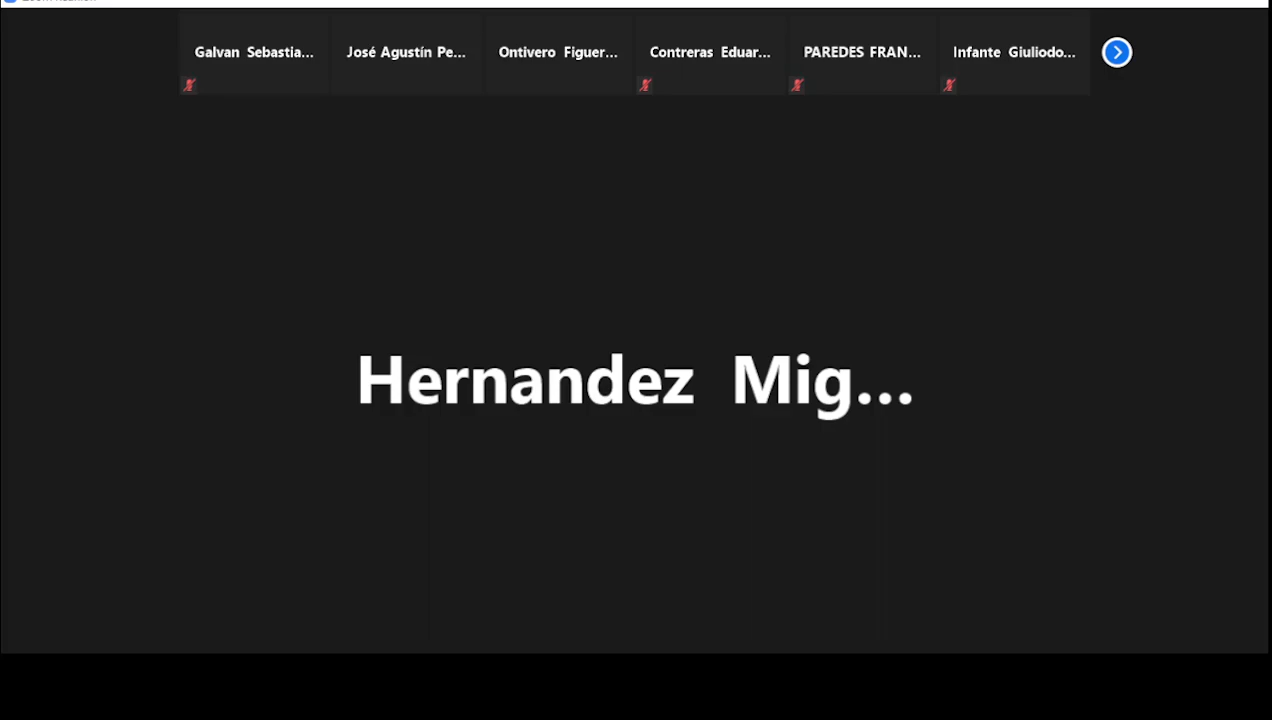 Galvan Sebastia...
José Agustín Pe...
Ontivero Figuer...
Contreras Eduar...
PAREDES FRAN...
Infante Giuliodo...
Hernandez Mig...